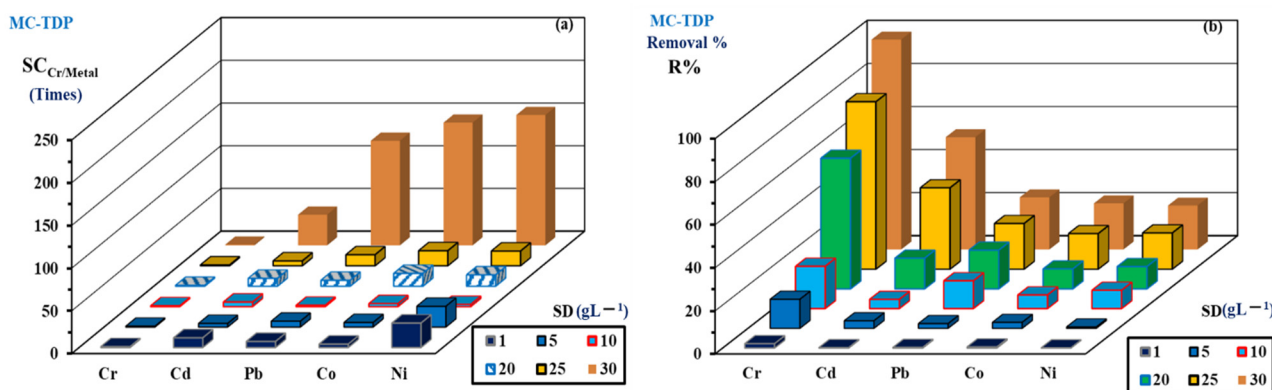 MC-TDP
(a)
SC Cr/Metal
(Times)
250
200
150
100
50
0
Cr Cd Pb Co Ni
SD (gL−1)
1 5 10
20 25 30
MC-TDP
(b)
Removal %
R%
100
80
60
40
20
0
Cr Cd Pb Co Ni
SD(gL−1)
1 5 10
20 25 30